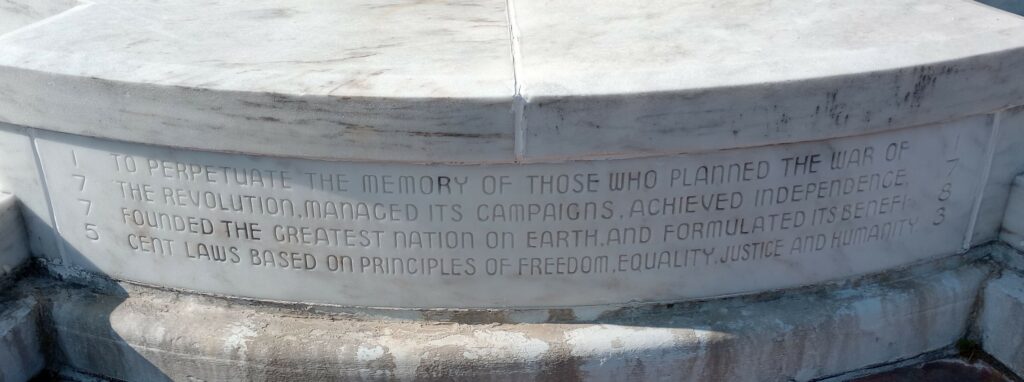 1 TO PERPETUATE THE MEMORY OF THOSE WHO PLANNED THE WAR OF 1
7 THE REVOLUTION, MANAGED ITS CAMPAIGNS, ACHIEVED INDEPENDENCE, 7
7 FOUNDED THE GREATEST NATION ON EARTH, AND FORMULATED ITS BENEFI- 8
5 CENT LAWS BASED ON PRINCIPLES OF FREEDOM, EQUALITY, JUSTICE AND HUMANITY 3